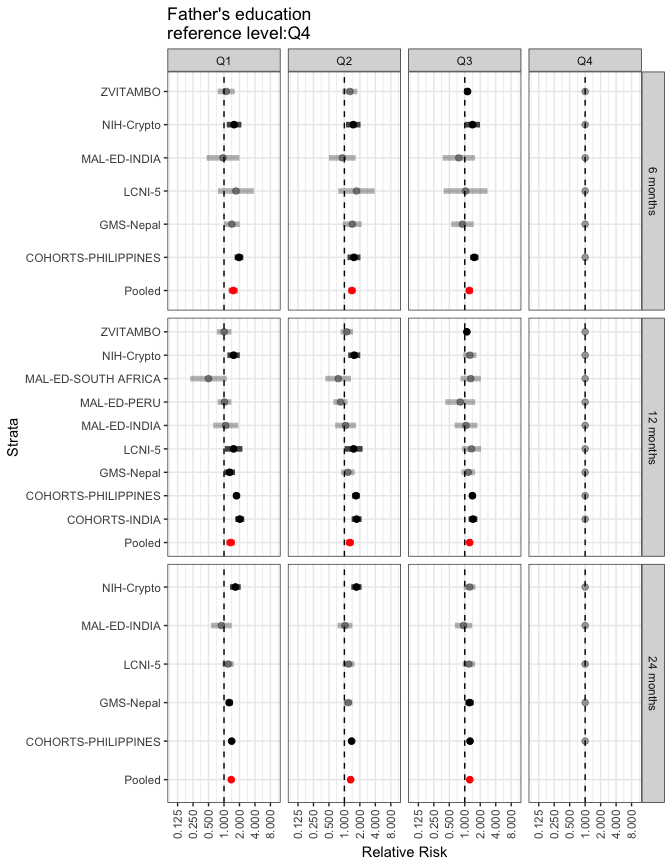 Father's education
reference level:Q4
Q1 Q2 Q3 Q4
ZVITAMBO
NIH-Crypto
MAL-ED-INDIA
LCNI-5
GMS-Nepal
COHORTS-PHILIPPINES
Pooled
6 months
ZVITAMBO
NIH-Crypto
MAL-ED-SOUTH AFRICA
MAL-ED-PERU
MAL-ED-INDIA
LCNI-5
GMS-Nepal
COHORTS-PHILIPPINES
COHORTS-INDIA
Pooled
12 months
NIH-Crypto
MAL-ED-INDIA
LCNI-5
GMS-Nepal
COHORTS-PHILIPPINES
Pooled
24 months
Strata
0.125 0.250 0.500 1.000 2.000 4.000 8.000 0.125 0.250 0.500 1.000 2.000 4.000 8.000 0.125 0.250 0.500 1.000 2.000 4.000 8.000 0.125 0.250 0.500 1.000 2.000 4.000 8.000
Relative Risk